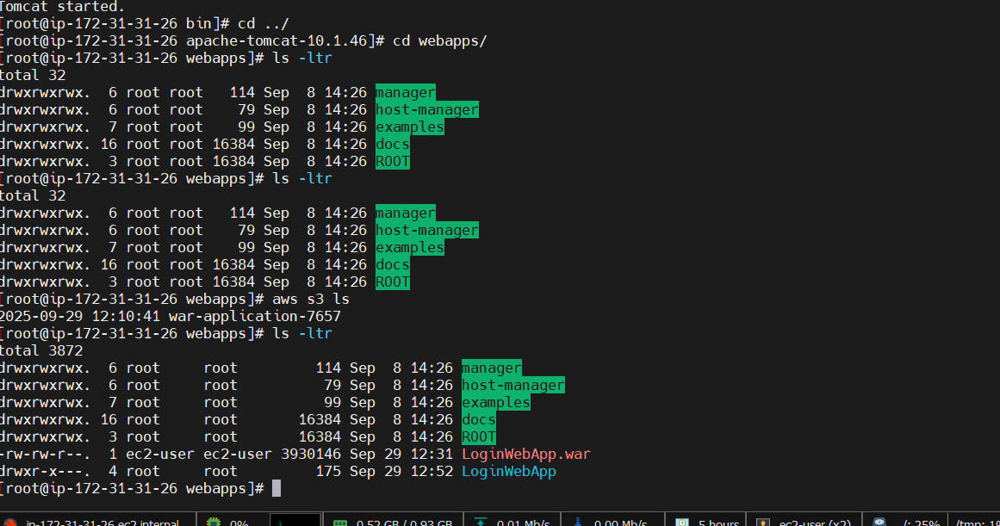 Tomcat started.
[root@ip-172-31-31-26 bin]# cd ../
[root@ip-172-31-31-26 apache-tomcat-10.1.46]# cd webapps/
[root@ip-172-31-31-26 webapps]# ls -ltr
total 32
drwxrwxrwx.  6 root root   114 Sep  8 14:26 manager
drwxrwxrwx.  6 root root    79 Sep  8 14:26 host-manager
drwxrwxrwx.  7 root root    99 Sep  8 14:26 examples
drwxrwxrwx. 16 root root 16384 Sep  8 14:26 docs
drwxrwxrwx.  3 root root 16384 Sep  8 14:26 ROOT
[root@ip-172-31-31-26 webapps]# ls -ltr
total 32
drwxrwxrwx.  6 root root   114 Sep  8 14:26 manager
drwxrwxrwx.  6 root root    79 Sep  8 14:26 host-manager
drwxrwxrwx.  7 root root    99 Sep  8 14:26 examples
drwxrwxrwx. 16 root root 16384 Sep  8 14:26 docs
drwxrwxrwx.  3 root root 16384 Sep  8 14:26 ROOT
[root@ip-172-31-31-26 webapps]# aws s3 ls
2025-09-29 12:10:41 war-application-7657
[root@ip-172-31-31-26 webapps]# ls -ltr
total 3872
drwxrwxrwx.  6 root     root         114 Sep  8 14:26 manager
drwxrwxrwx.  6 root     root          79 Sep  8 14:26 host-manager
drwxrwxrwx.  7 root     root          99 Sep  8 14:26 examples
drwxrwxrwx. 16 root     root       16384 Sep  8 14:26 docs
drwxrwxrwx.  3 root     root       16384 Sep  8 14:26 ROOT
-rw-rw-r--.  1 ec2-user ec2-user 3930146 Sep 29 12:31 LoginWebApp.war
drwxr-x---.  4 root     root         175 Sep 29 12:52 LoginWebApp
[root@ip-172-31-31-26 webapps]#
ip-172-31-31-26.ec2.internal 0% 0.52 GB / 0.93 GB 0.01 Mb/s 0.00 Mb/s 5 hours ec2-user (x2) /: 25% /tmp: